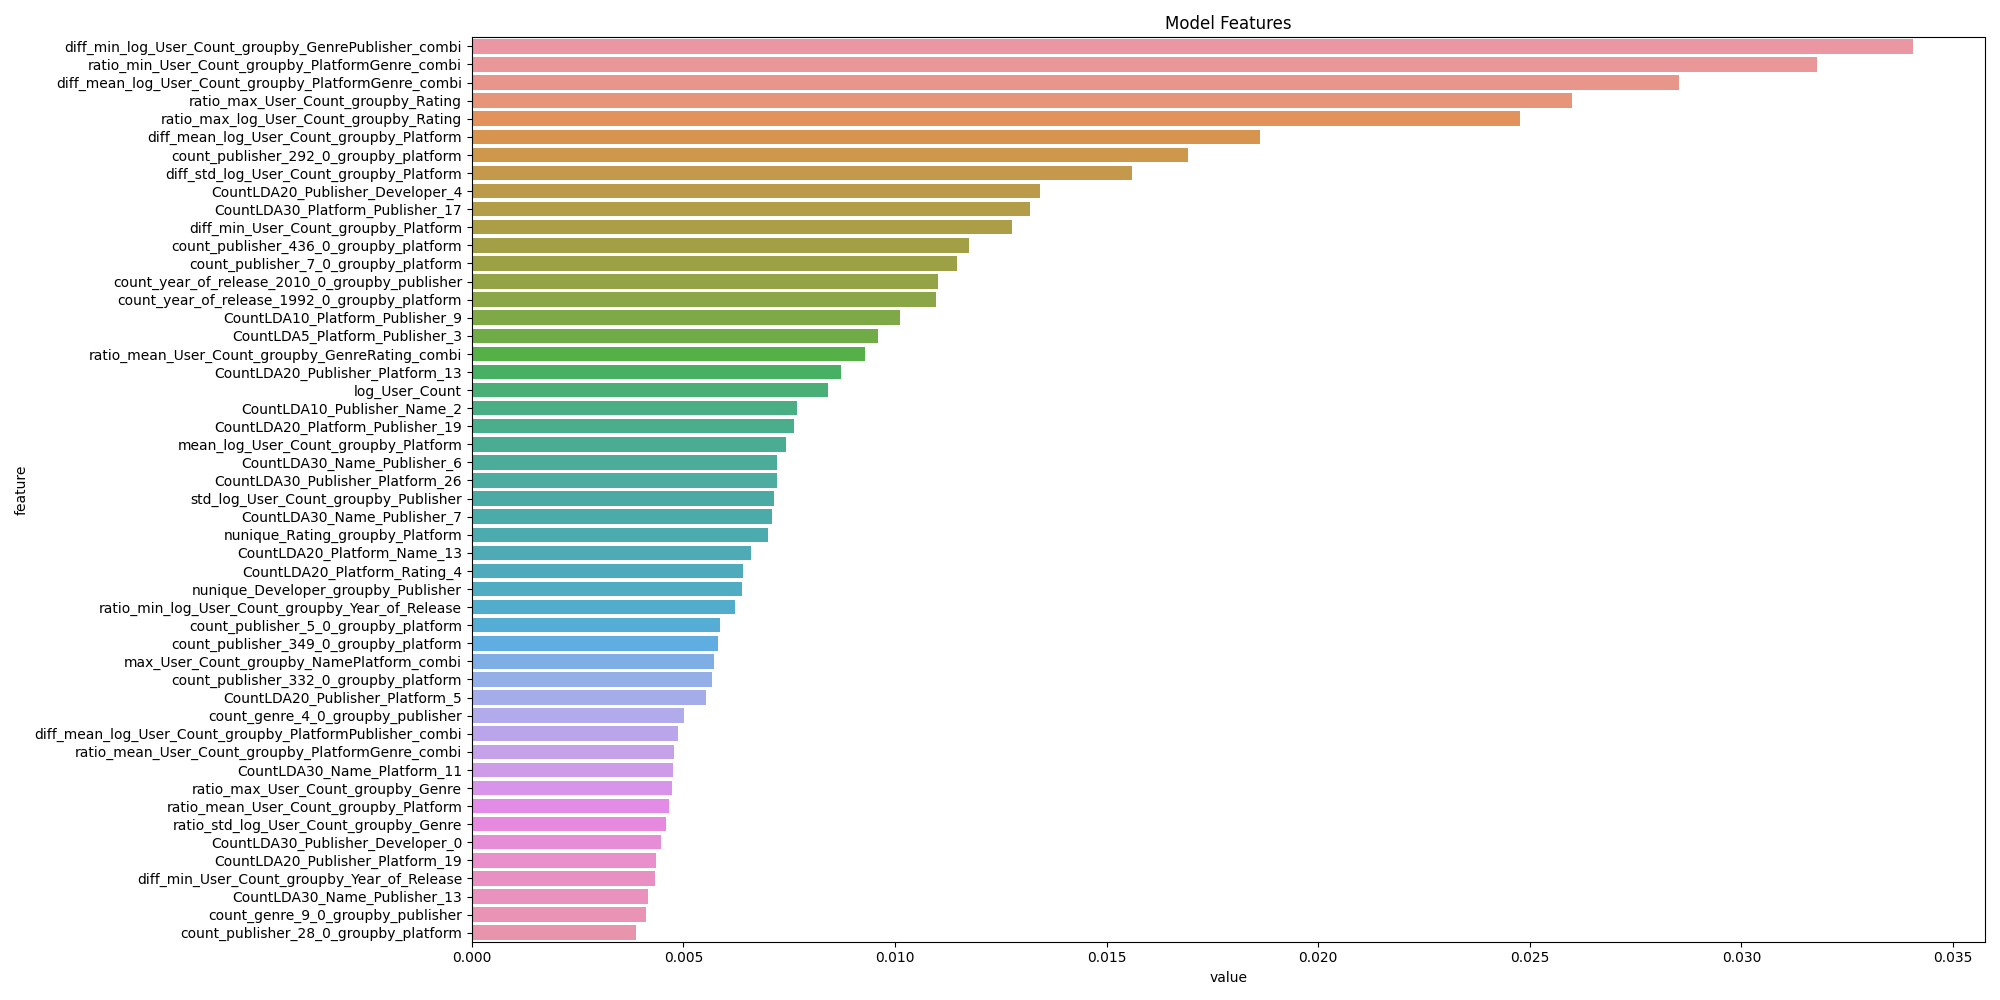 Model Features
diff_min_log_User_Count_groupby_GenrePublisher_combi
ratio_min_User_Count_groupby_PlatformGenre_combi
diff_mean_log_User_Count_groupby_PlatformGenre_combi
ratio_max_User_Count_groupby_Rating
ratio_max_log_User_Count_groupby_Rating
diff_mean_log_User_Count_groupby_Platform
count_publisher_292_0_groupby_platform
diff_std_log_User_Count_groupby_Platform
CountLDA20_Publisher_Developer_4
CountLDA30_Platform_Publisher_17
diff_min_User_Count_groupby_Platform
count_publisher_436_0_groupby_platform
count_publisher_7_0_groupby_platform
count_year_of_release_2010_0_groupby_publisher
count_year_of_release_1992_0_groupby_platform
CountLDA10_Platform_Publisher_9
CountLDA5_Platform_Publisher_3
ratio_mean_User_Count_groupby_GenreRating_combi
CountLDA20_Publisher_Platform_13
log_User_Count
CountLDA10_Publisher_Name_2
CountLDA20_Platform_Publisher_19
mean_log_User_Count_groupby_Platform
CountLDA30_Name_Publisher_6
CountLDA30_Publisher_Platform_26
std_log_User_Count_groupby_Publisher
CountLDA30_Name_Publisher_7
nunique_Rating_groupby_Platform
CountLDA20_Platform_Name_13
CountLDA20_Platform_Rating_4
nunique_Developer_groupby_Publisher
ratio_min_log_User_Count_groupby_Year_of_Release
count_publisher_5_0_groupby_platform
count_publisher_349_0_groupby_platform
max_User_Count_groupby_NamePlatform_combi
count_publisher_332_0_groupby_platform
CountLDA20_Publisher_Platform_5
count_genre_4_0_groupby_publisher
diff_mean_log_User_Count_groupby_PlatformPublisher_combi
ratio_mean_User_Count_groupby_PlatformGenre_combi
CountLDA30_Name_Platform_11
ratio_max_User_Count_groupby_Genre
ratio_mean_User_Count_groupby_Platform
ratio_std_log_User_Count_groupby_Genre
CountLDA30_Publisher_Developer_0
CountLDA20_Publisher_Platform_19
diff_min_User_Count_groupby_Year_of_Release
CountLDA30_Name_Publisher_13
count_genre_9_0_groupby_publisher
count_publisher_28_0_groupby_platform
feature
0.000 0.005 0.010 0.015 0.020 0.025 0.030 0.035
value